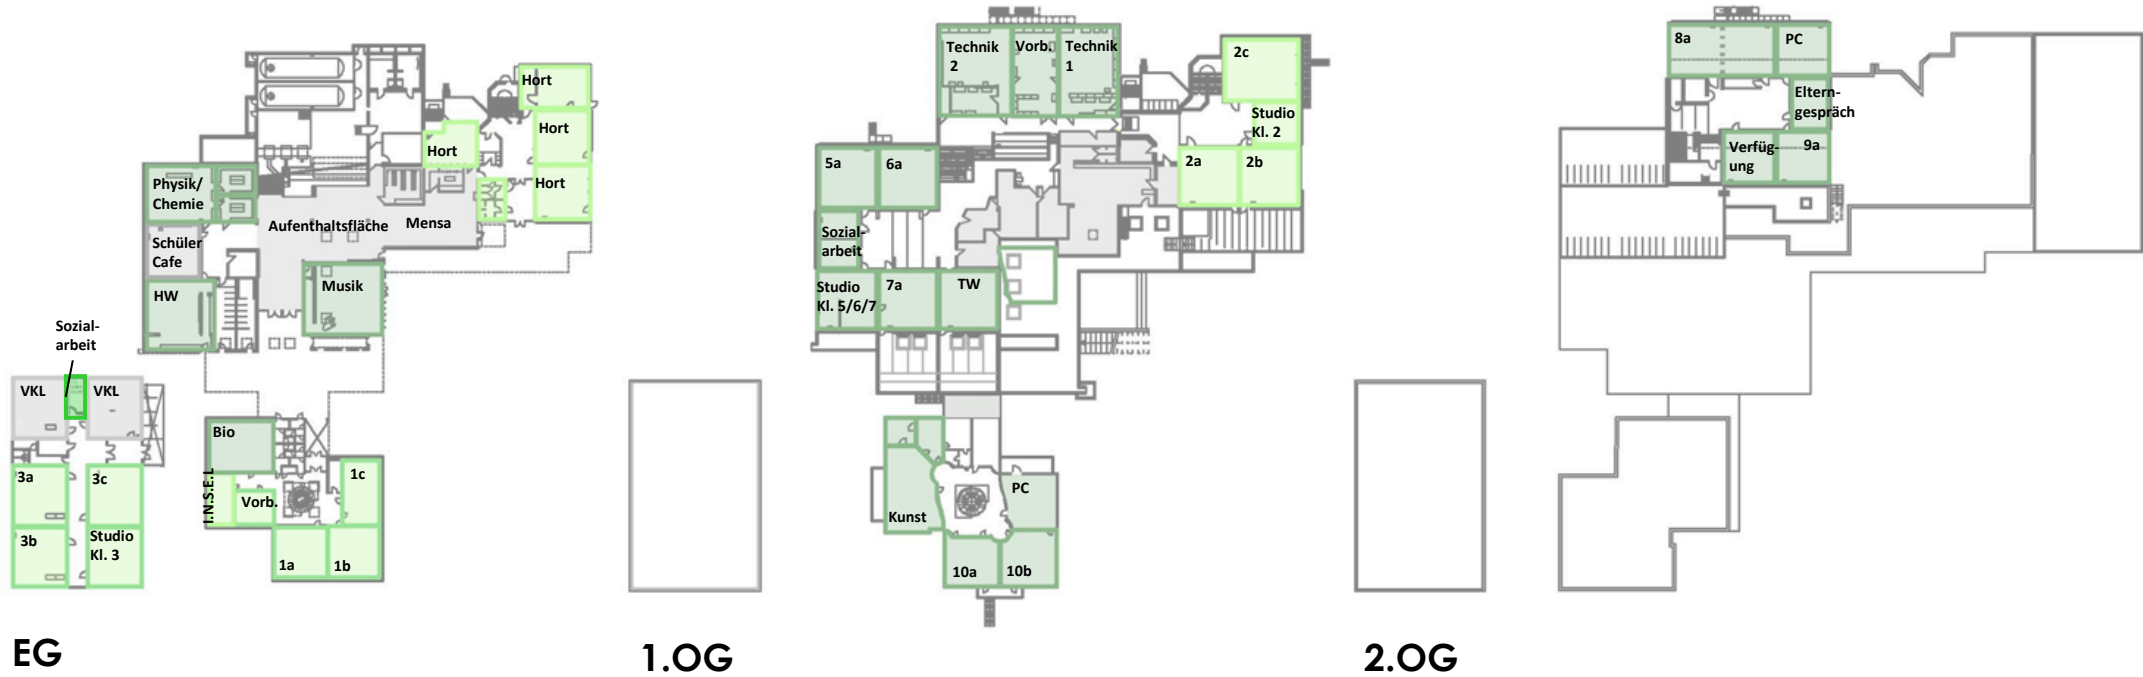 Hort
Hort
Hort
Hort
Physik/
Chemie
Aufenthaltsfläche
Mensa
Schüler
Cafe
HW
Musik
Sozial-
arbeit
VKL
VKL
Bio
I.N.S.E.L
Vorb.
1c
3a
3c
3b
Studio
Kl. 3
1a
1b
EG
Technik
2
Vorb.
Technik
1
2c
Studio
Kl. 2
5a
6a
2a
2b
Sozial-
arbeit
Studio
Kl. 5/6/7
7a
TW
PC
Kunst
10a
10b
1.OG
8a
PC
Eltern-
gespräch
Verfüg-
ung
9a
2.OG